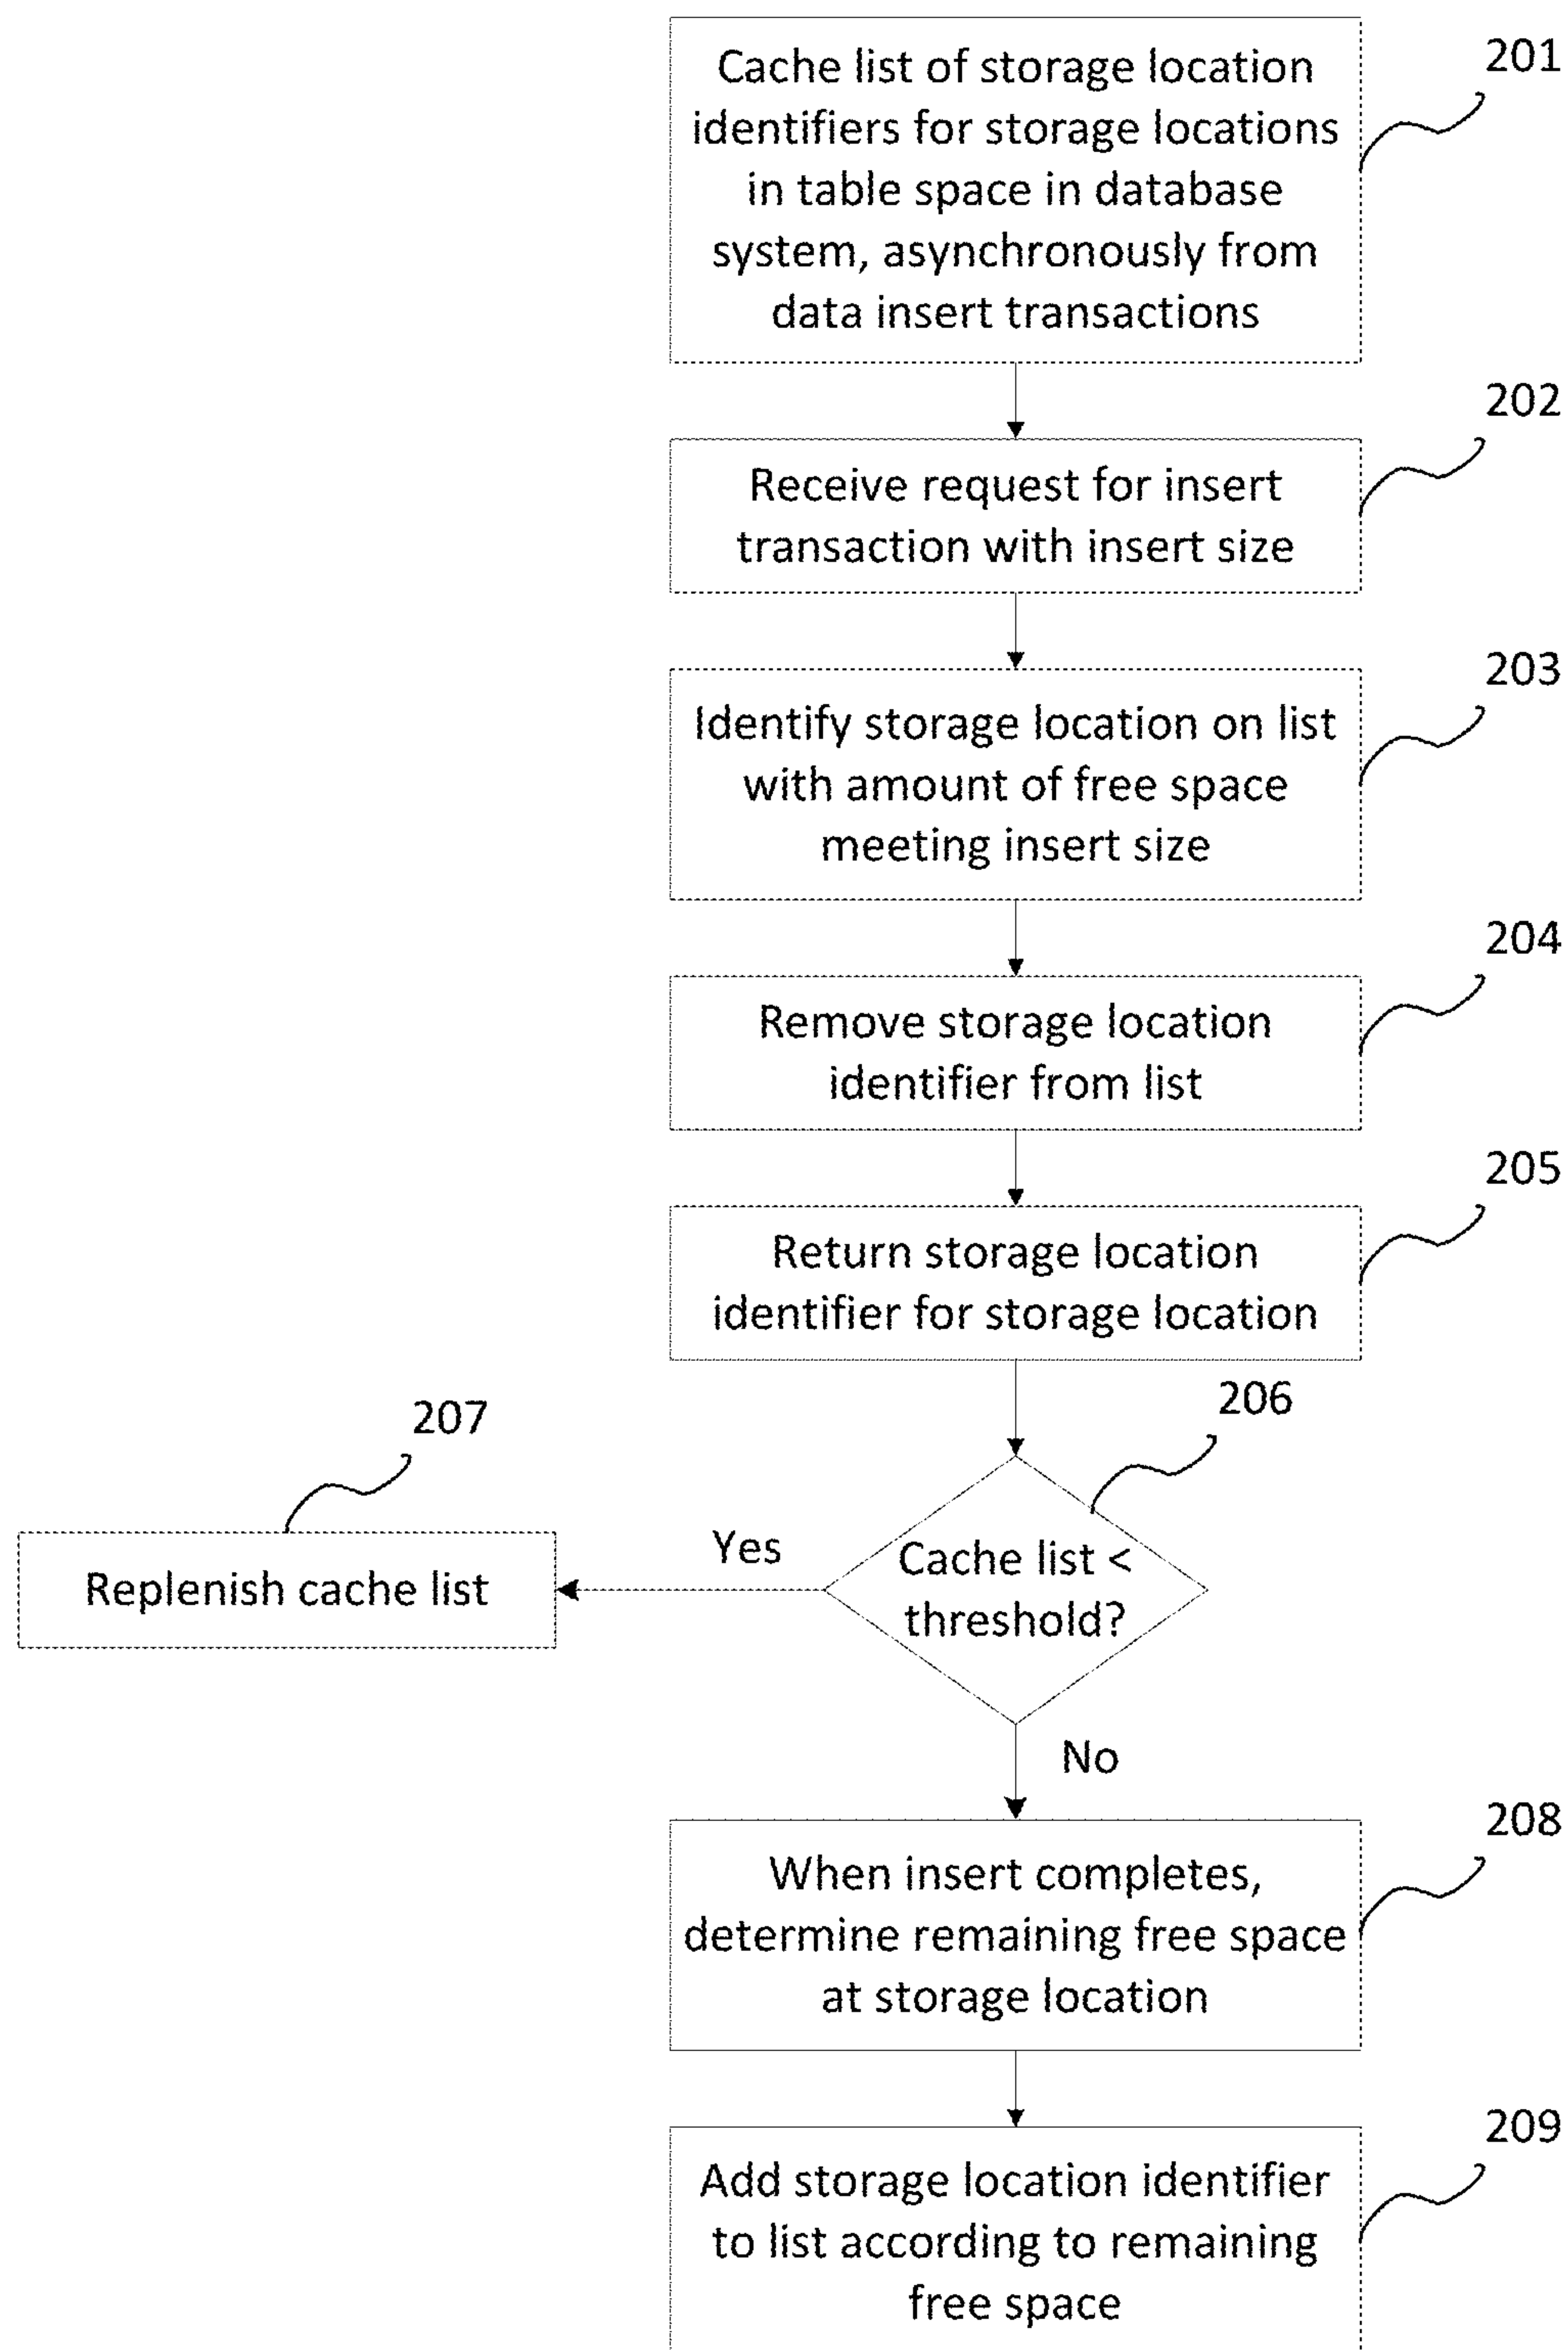 Cache list of storage location
identifiers for storage locations
in table space in database
system, asynchronously from
data insert transactions
201
Receive request for insert
transaction with insert size
202
Identify storage location on list
with amount of free space
meeting insert size
203
Remove storage location
identifier from list
204
Return storage location
identifier for storage location
205
Cache list <
threshold?
206
Yes
Replenish cache list
207
No
When insert completes,
determine remaining free space
at storage location
208
Add storage location identifier
to list according to remaining
free space
209